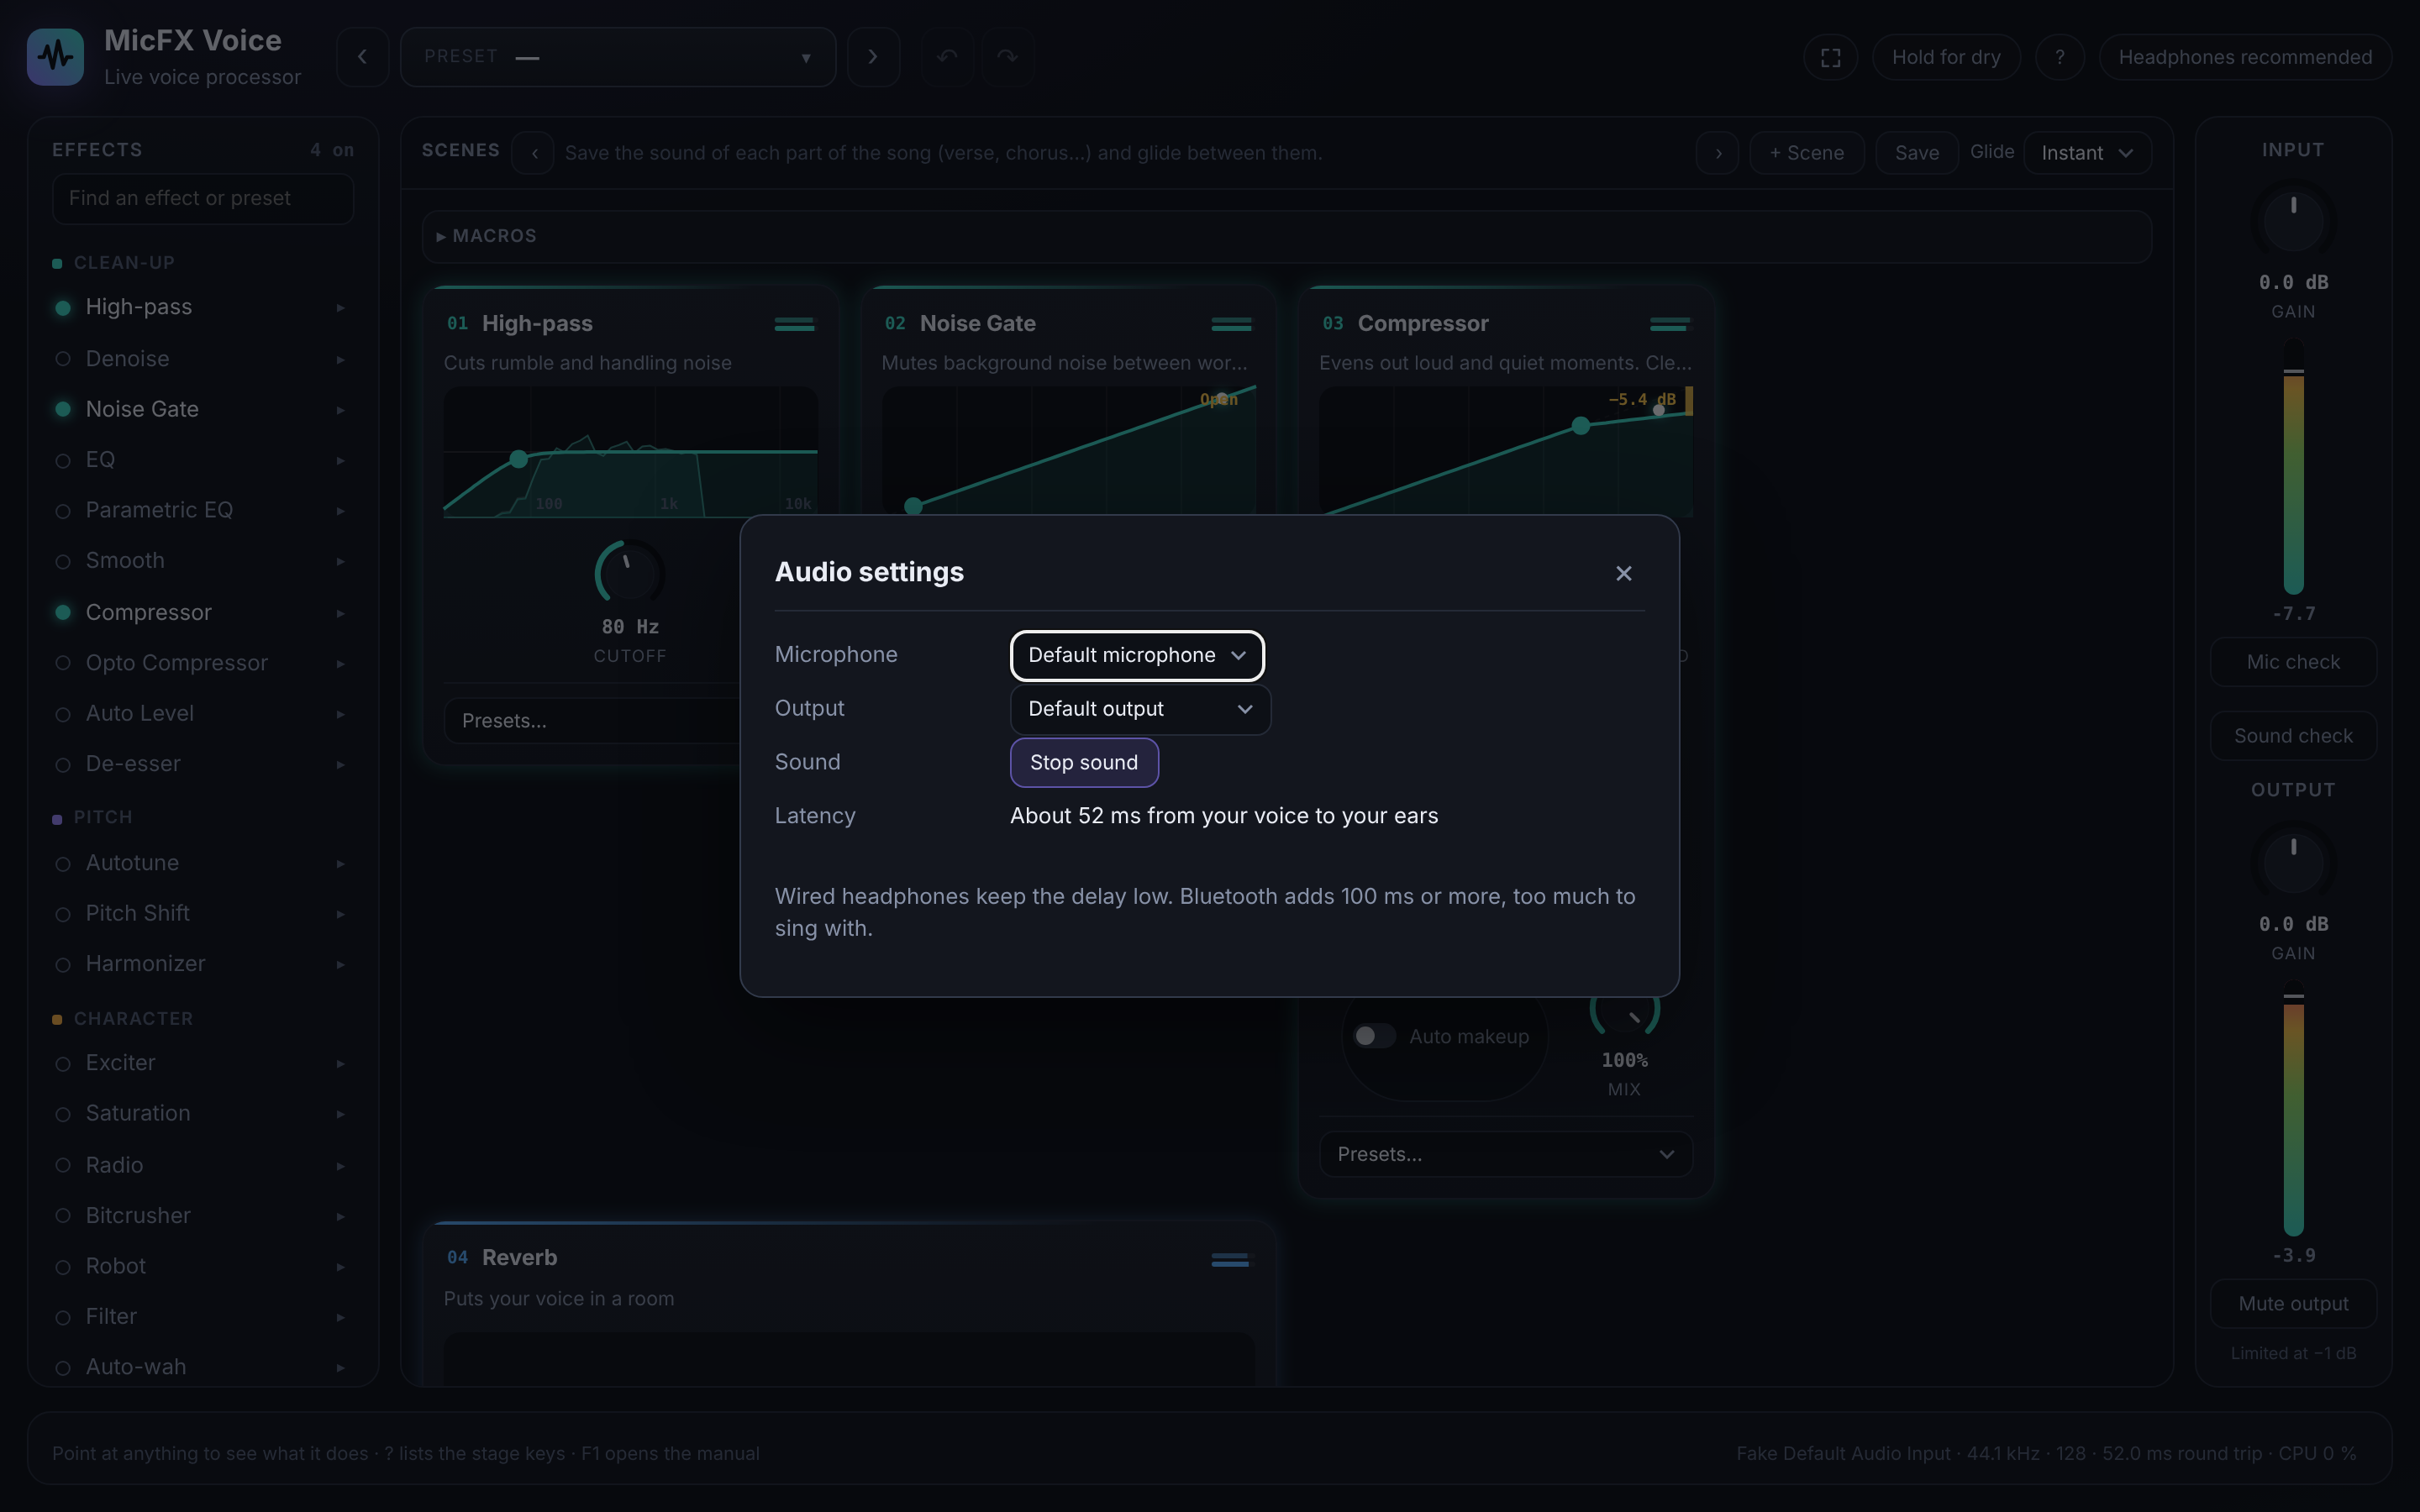 MicFX Voice
Live voice processor
PRESET —
Hold for dry
?
Headphones recommended
EFFECTS 4 on
Find an effect or preset
CLEAN-UP
High-pass
Denoise
Noise Gate
EQ
Parametric EQ
Smooth
Compressor
Opto Compressor
Auto Level
De-esser
PITCH
Autotune
Pitch Shift
Harmonizer
CHARACTER
Exciter
Saturation
Radio
Bitcrusher
Robot
Filter
Auto-wah
SCENES
Save the sound of each part of the song (verse, chorus...) and glide between them.
+ Scene
Save
Glide
Instant
MACROS
01 High-pass
Cuts rumble and handling noise
100 1k 10k
80 Hz
CUTOFF
Presets...
02 Noise Gate
Mutes background noise between wor...
Open
03 Compressor
Evens out loud and quiet moments. Cle...
−5.4 dB
Auto makeup
100%
MIX
Presets...
04 Reverb
Puts your voice in a room
Audio settings
Microphone Default microphone
Output Default output
Sound Stop sound
Latency About 52 ms from your voice to your ears
Wired headphones keep the delay low. Bluetooth adds 100 ms or more, too much to
sing with.
INPUT
0.0 dB
GAIN
-7.7
Mic check
Sound check
OUTPUT
0.0 dB
GAIN
-3.9
Mute output
Limited at −1 dB
Point at anything to see what it does · ? lists the stage keys · F1 opens the manual
Fake Default Audio Input · 44.1 kHz · 128 · 52.0 ms round trip · CPU 0 %